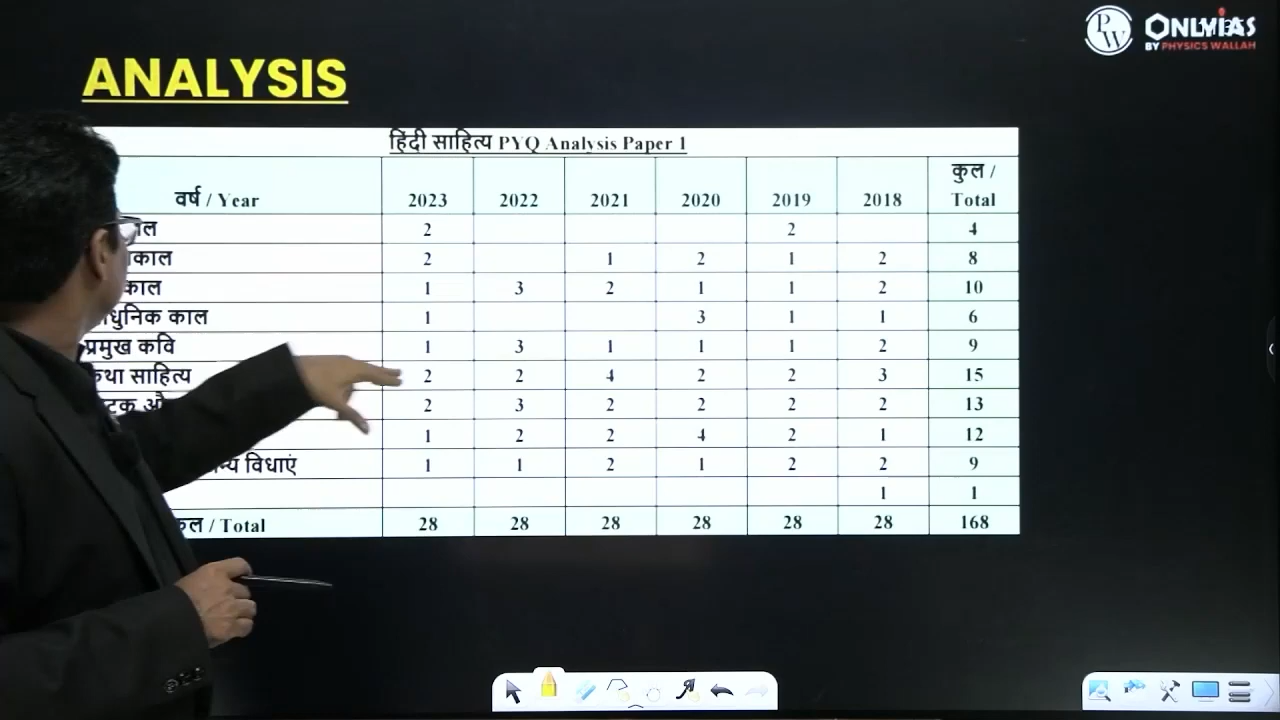 PW ONLYIAS
BY PHYSICS WALLAH
ANALYSIS
हिंदी साहित्य PYQ Analysis Paper 1
वर्ष / Year 2023 2022 2021 2020 2019 2018 कुल / Total
2 2 4
2 1 2 1 2 8
1 3 2 1 1 2 10
काल 1 3 1 1 6
प्रमुख कवि 1 3 1 1 1 2 9
कथा साहित्य 2 2 4 2 2 3 15
2 3 2 2 2 2 13
1 2 2 4 2 1 12
विधाएं 1 1 2 1 2 2 9
1 1
कुल / Total 28 28 28 28 28 28 168